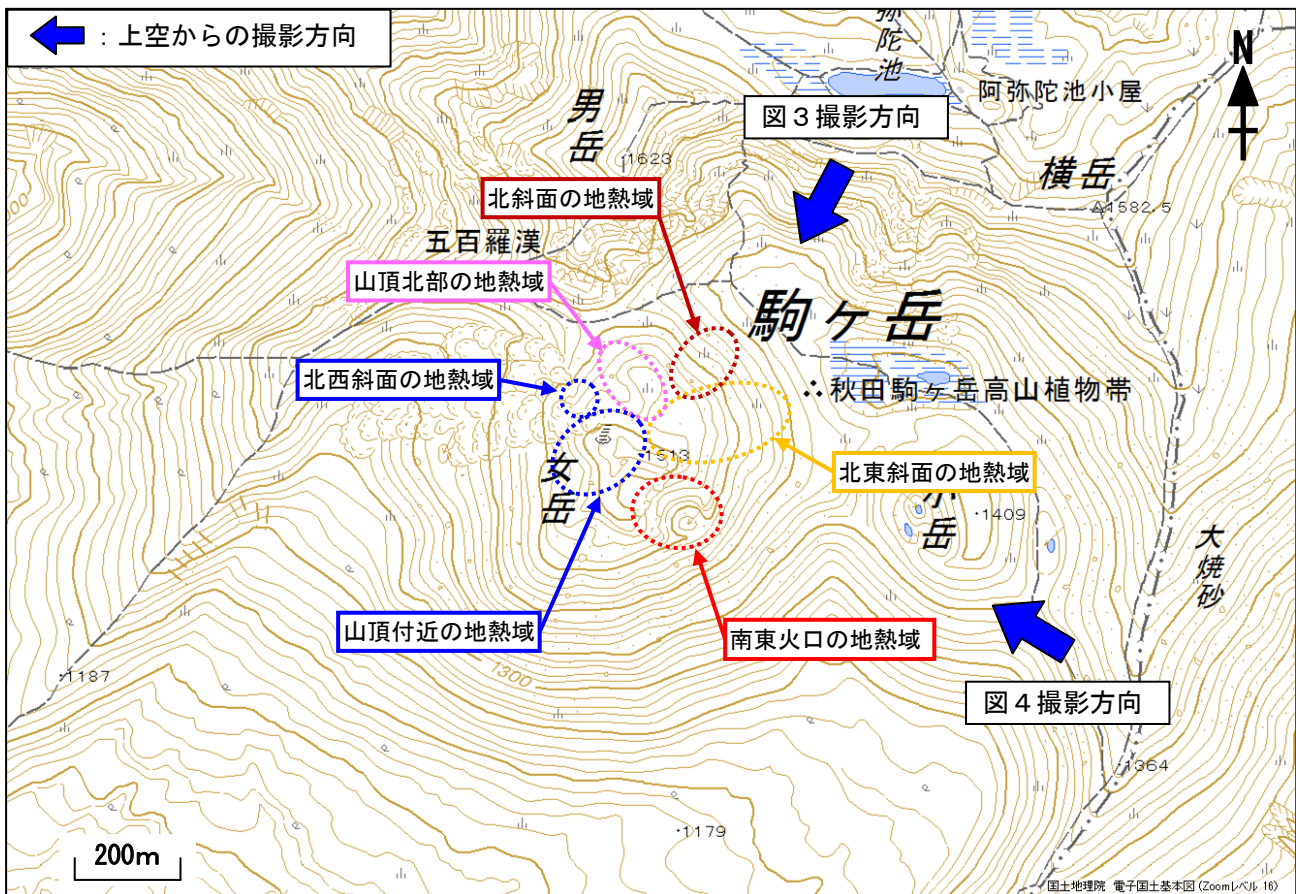 ：上空からの撮影方向
弥陀池
阿弥陀池小屋
N
図３撮影方向
男岳
1623
横岳
1582.5
北斜面の地熱域
五百羅漢
山頂北部の地熱域
駒ヶ岳
北西斜面の地熱域
秋田駒ヶ岳高山植物帯
1513
北東斜面の地熱域
女岳
小岳
1409
大焼砂
山頂付近の地熱域
南東火口の地熱域
1300
1187
図４撮影方向
1364
1179
200m
国土地理院 電子国土基本図(Zoomレベル 16)